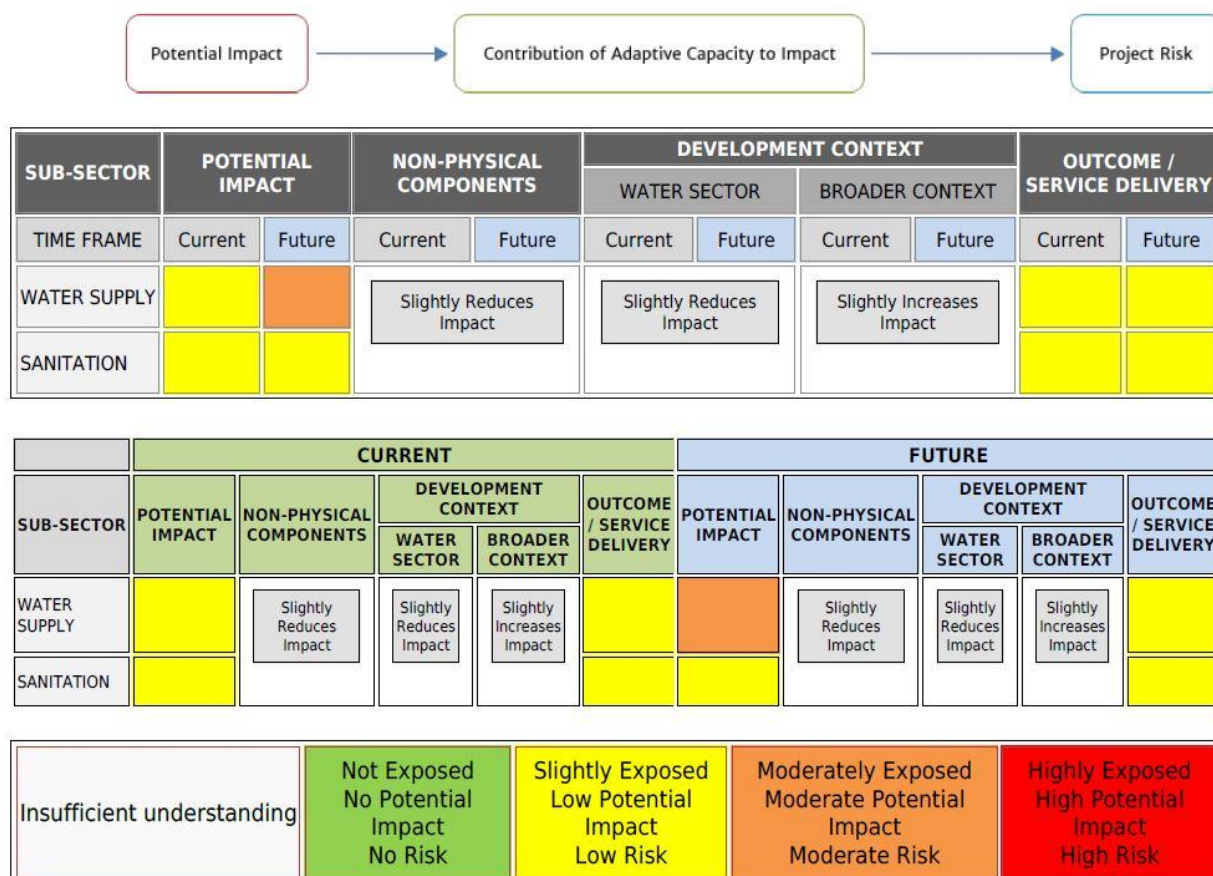 Potential Impact
Contribution of Adaptive Capacity to Impact
Project Risk
SUB-SECTOR
POTENTIAL
IMPACT
NON-PHYSICAL
COMPONENTS
DEVELOPMENT CONTEXT
WATER SECTOR
BROADER CONTEXT
OUTCOME /
SERVICE DELIVERY
TIME FRAME
Current
Future
Current
Future
Current
Future
Current
Future
Current
Future
WATER SUPPLY
Slightly Reduces
Impact
Slightly Reduces
Impact
Slightly Increases
Impact
SANITATION
CURRENT
FUTURE
SUB-SECTOR
POTENTIAL
IMPACT
NON-PHYSICAL
COMPONENTS
DEVELOPMENT
CONTEXT
WATER
SECTOR
BROADER
CONTEXT
OUTCOME
/ SERVICE
DELIVERY
POTENTIAL
IMPACT
NON-PHYSICAL
COMPONENTS
DEVELOPMENT
CONTEXT
WATER
SECTOR
BROADER
CONTEXT
OUTCOME
/ SERVICE
DELIVERY
WATER
SUPPLY
Slightly
Reduces
Impact
Slightly
Reduces
Impact
Slightly
Increases
Impact
Slightly
Reduces
Impact
Slightly
Reduces
Impact
Slightly
Increases
Impact
SANITATION
Insufficient understanding
Not Exposed
No Potential
Impact
No Risk
Slightly Exposed
Low Potential
Impact
Low Risk
Moderately Exposed
Moderate Potential
Impact
Moderate Risk
Highly Exposed
High Potential
Impact
High Risk